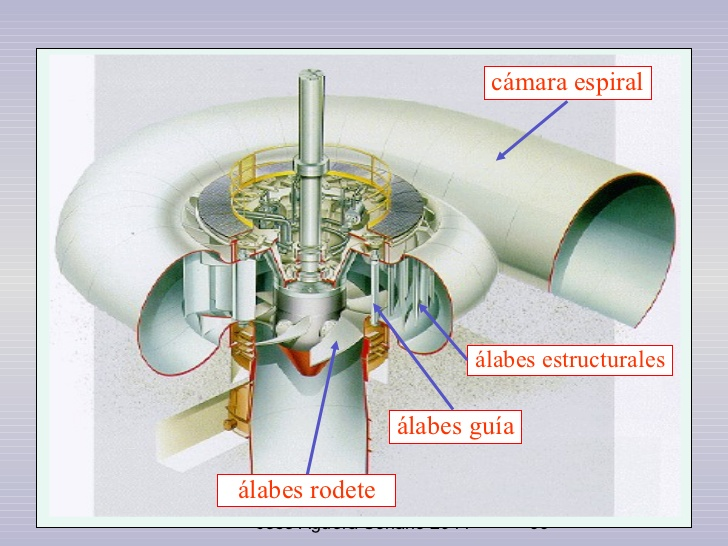 cámara espiral
álabes estructurales
álabes guía
álabes rodete